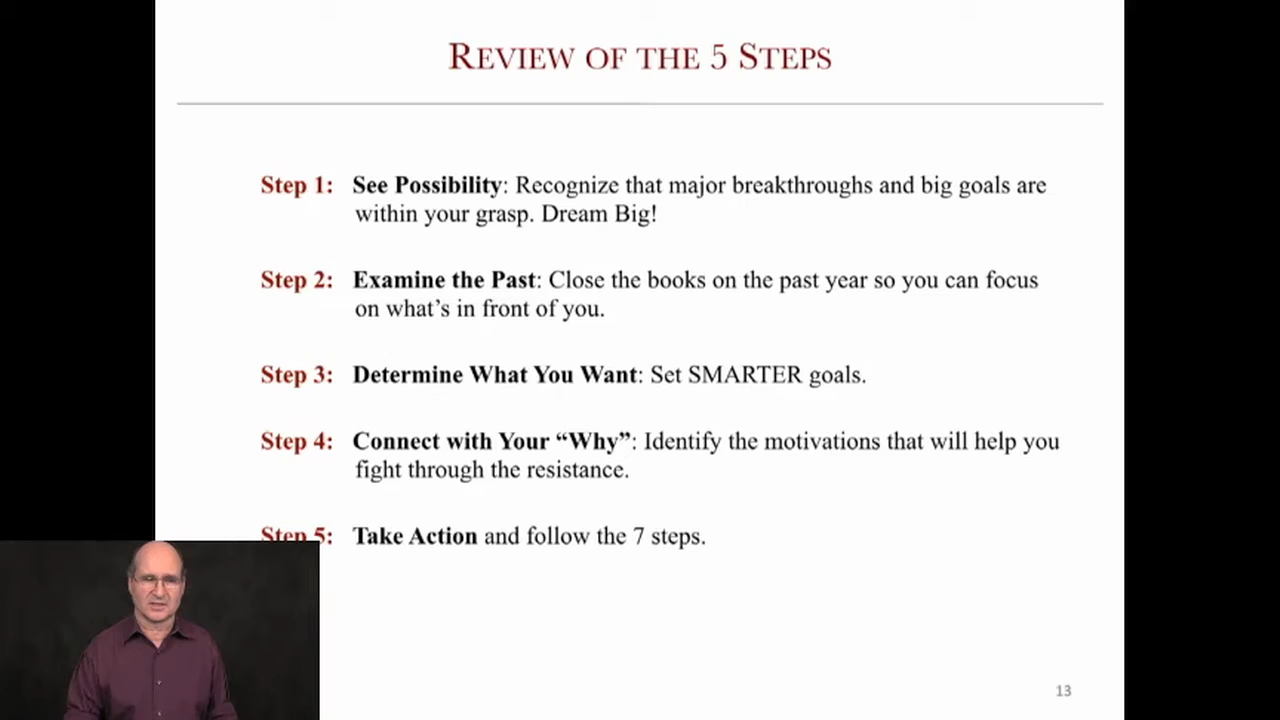 REVIEW OF THE 5 STEPS
Step 1: See Possibility: Recognize that major breakthroughs and big goals are
within your grasp. Dream Big!
Step 2: Examine the Past: Close the books on the past year so you can focus
on what’s in front of you.
Step 3: Determine What You Want: Set SMARTER goals.
Step 4: Connect with Your “Why”: Identify the motivations that will help you
fight through the resistance.
Step 5: Take Action and follow the 7 steps.
13